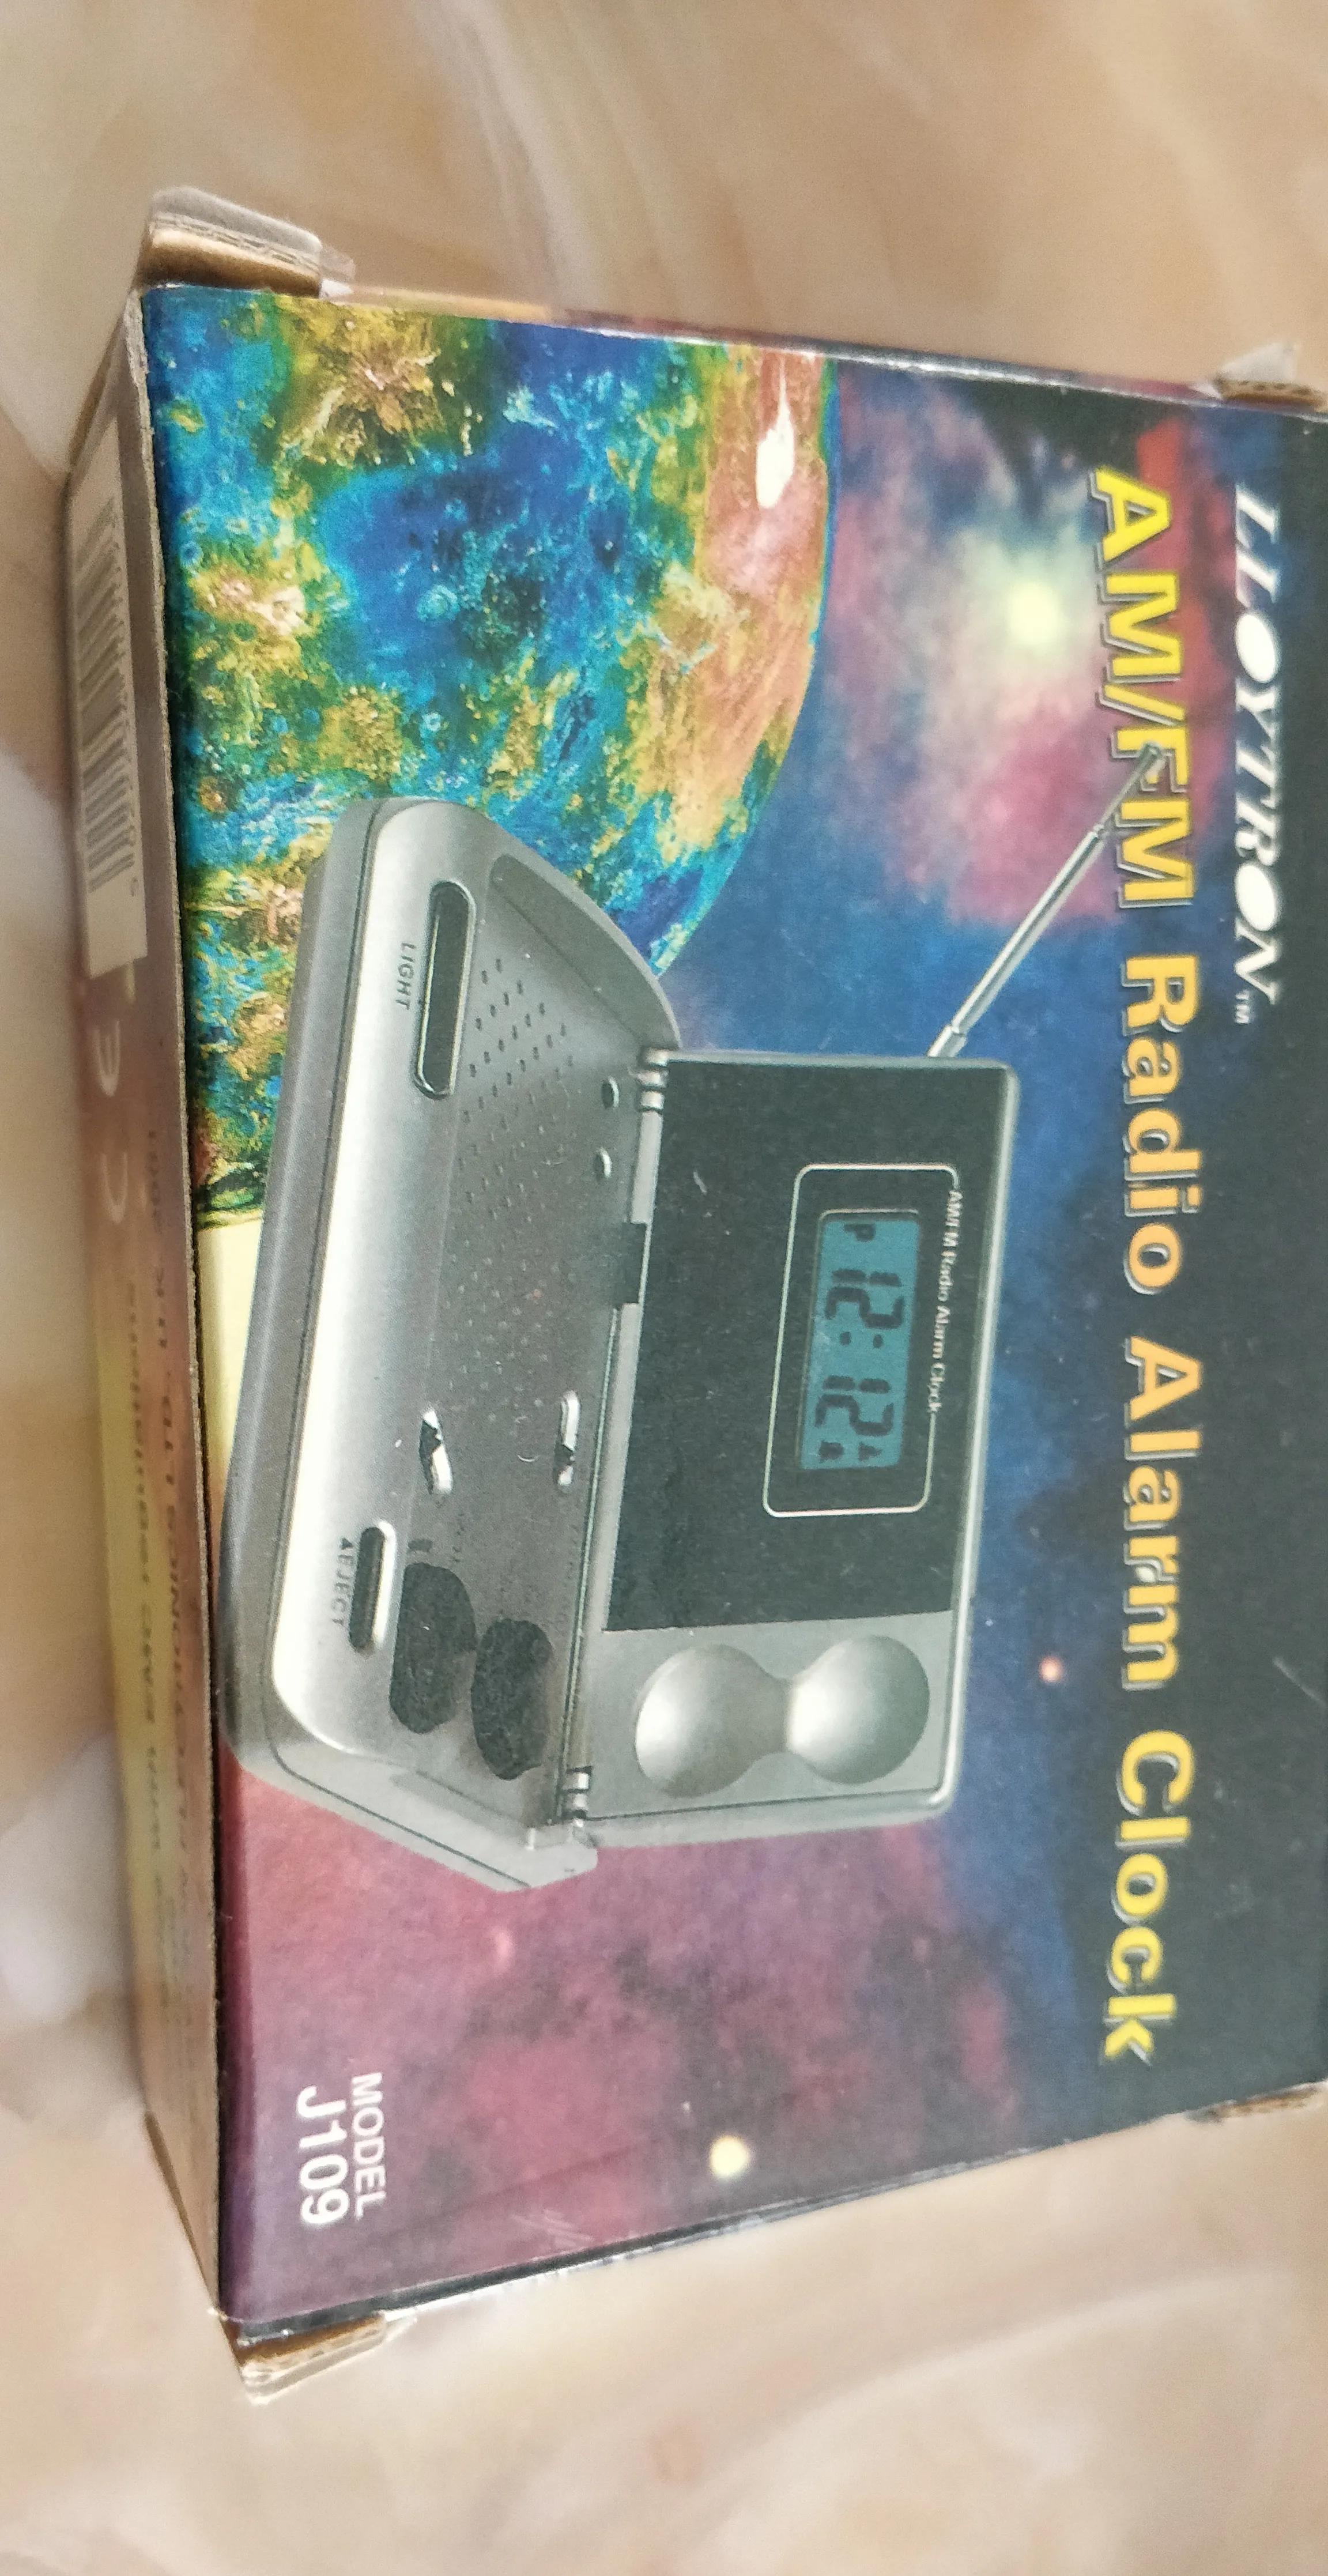 LLOYTRON™
AM/FM Radio Alarm Clock
AM/FM Radio Alarm Clock
P 12:12
LIGHT
EJECT
MODEL
J109